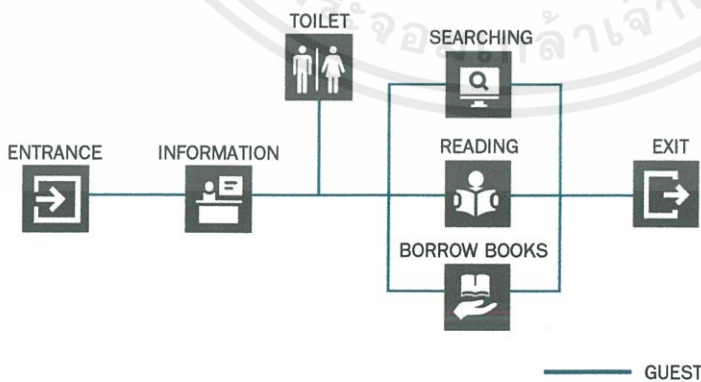 TOILET
SEARCHING
ENTRANCE
INFORMATION
READING
EXIT
BORROW BOOKS
GUEST